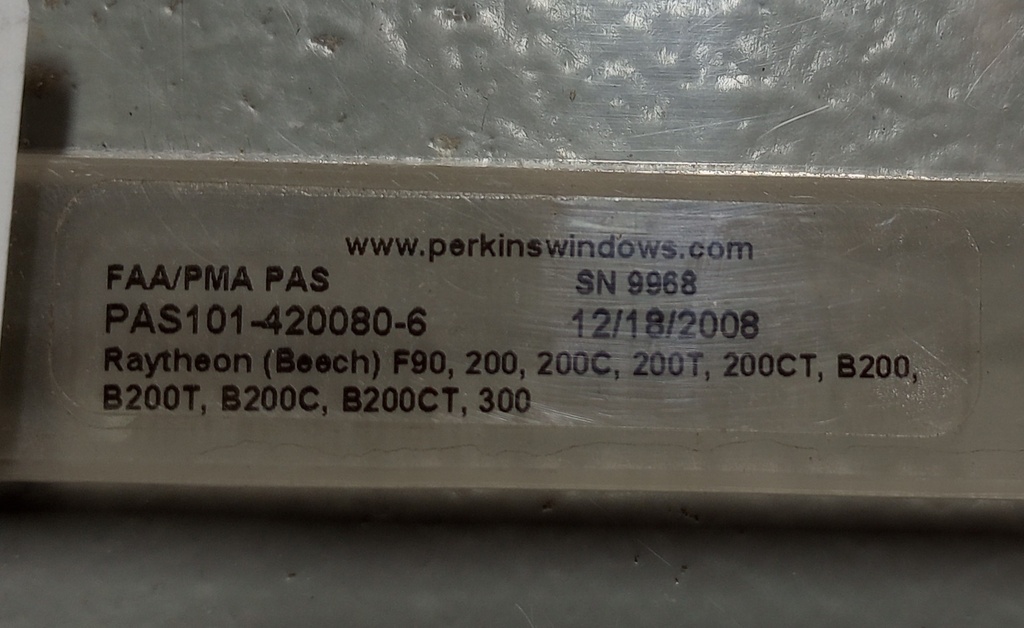 www.perkinswindows.com
FAA/PMA PAS SN 9968
PAS101-420080-6 12/18/2008
Raytheon (Beech) F90, 200, 200C, 200T, 200CT, B200,
B200T, B200C, B200CT, 300